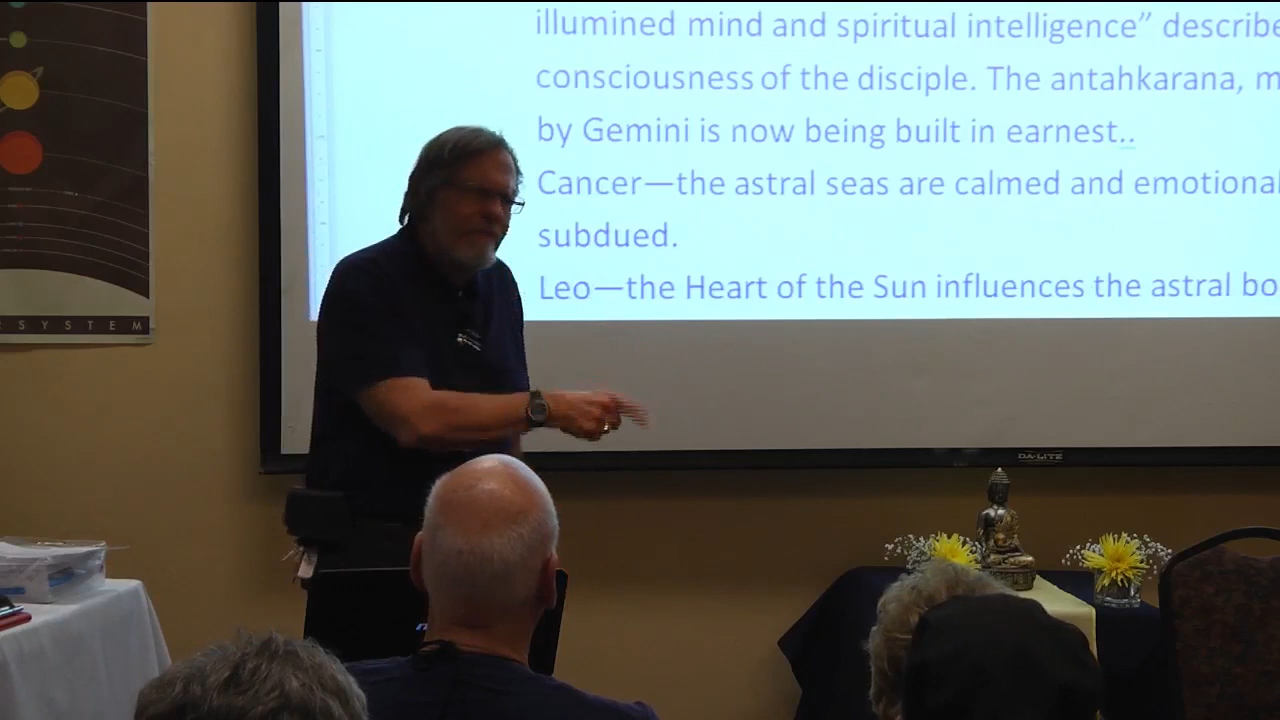 illumined mind and spiritual intelligence” describe
consciousness of the disciple. The antahkarana, m
by Gemini is now being built in earnest..
Cancer—the astral seas are calmed and emotional
subdued.
Leo—the Heart of the Sun influences the astral bo
SYSTEM
DA-LITE